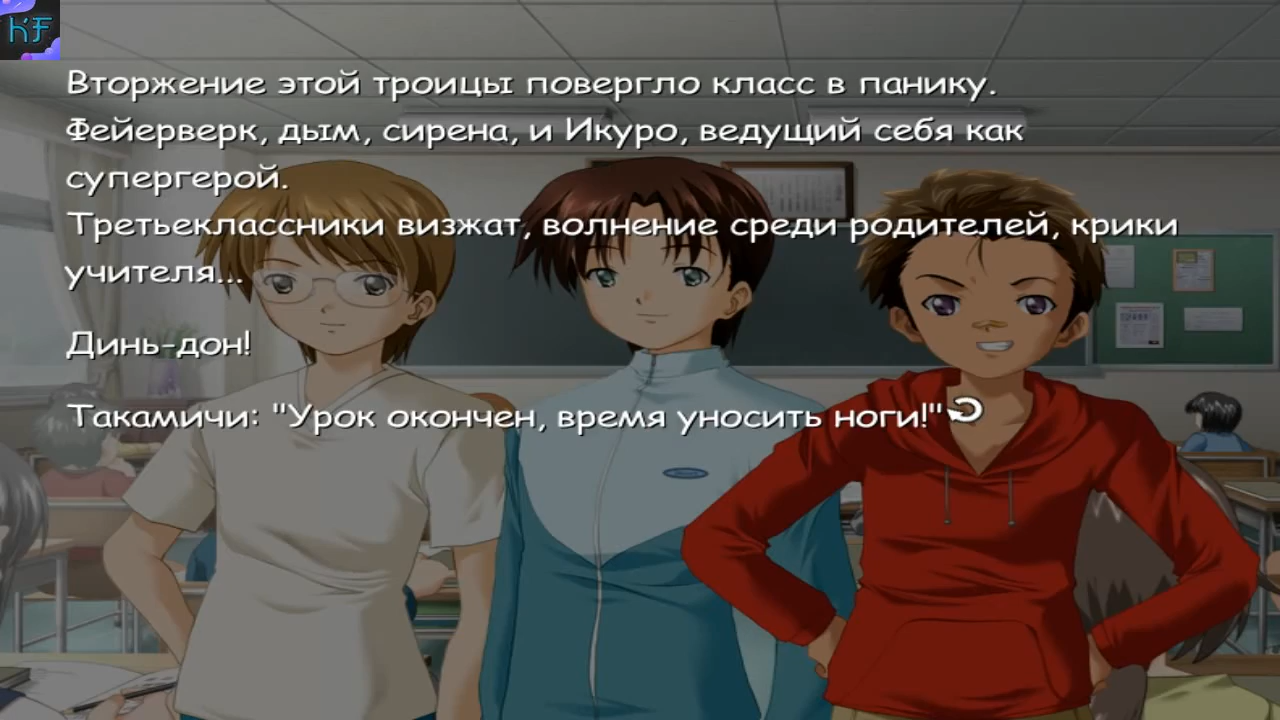 KF
Вторжение этой троицы повергло класс в панику.
Фейерверк, дым, сирена, и Икуро, ведущий себя как
супергерой.
Третьеклассники визжат, волнение среди родителей, крики
учителя...
Динь-дон!
Такамичи: "Урок окончен, время уносить ноги!"